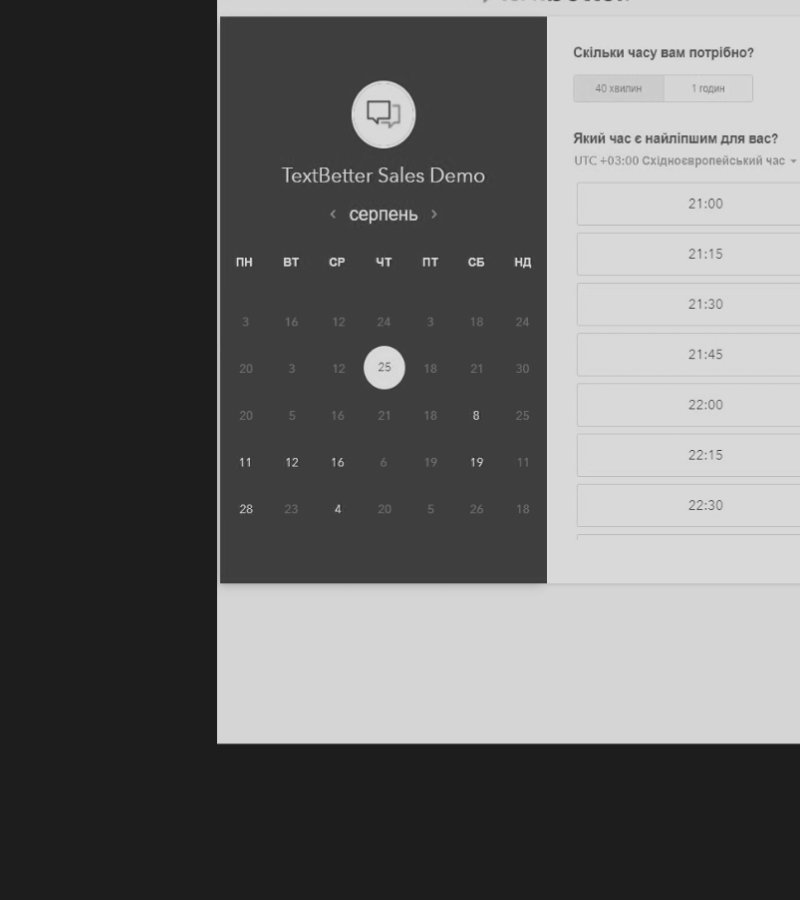 TextBetter Sales Demo
серпень
ПН ВТ СР ЧТ ПТ СБ НД
3 16 12 24 3 18 24
20 3 12 25 18 21 30
20 5 16 21 18 8 25
11 12 16 6 19 19 11
28 23 4 20 5 26 18
Скільки часу вам потрібно?
40 хвилин 1 годин
Який час є найліпшим для вас?
UTC +03:00 Східноєвропейський час
21:00
21:15
21:30
21:45
22:00
22:15
22:30